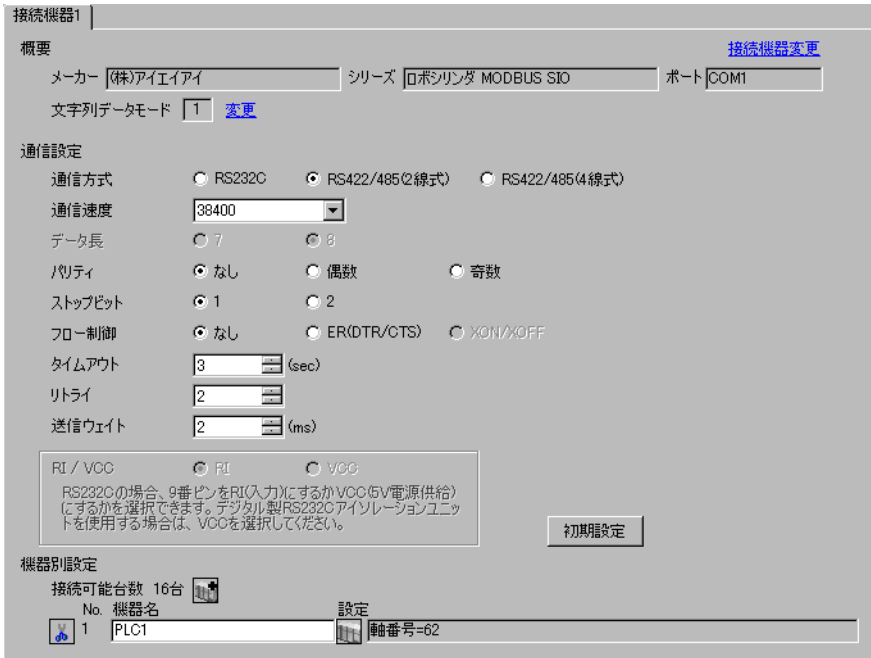 接続機器1
概要 接続機器変更
メーカー (株)アイエイアイ シリーズ ロボシリンダ MODBUS SIO ポート COM1
文字列データモード 1 変更
通信設定
通信方式 RS232C RS422/485(2線式) RS422/485(4線式)
通信速度 38400
データ長 7 8
パリティ なし 偶数 奇数
ストップビット 1 2
フロー制御 なし ER(DTR/CTS) XON/XOFF
タイムアウト 3 (sec)
リトライ 2
送信ウェイト 2 (ms)
RI / VCC RI VCC
RS232Cの場合、9番ピンをRI(入力)にするかVCC(5V電源供給)
にするかを選択できます。デジタル製RS232Cアイソレーションユニッ
トを使用する場合は、VCCを選択してください。
初期設定
機器別設定
接続可能台数 16台
No. 機器名 設定
1 PLC1 軸番号=62